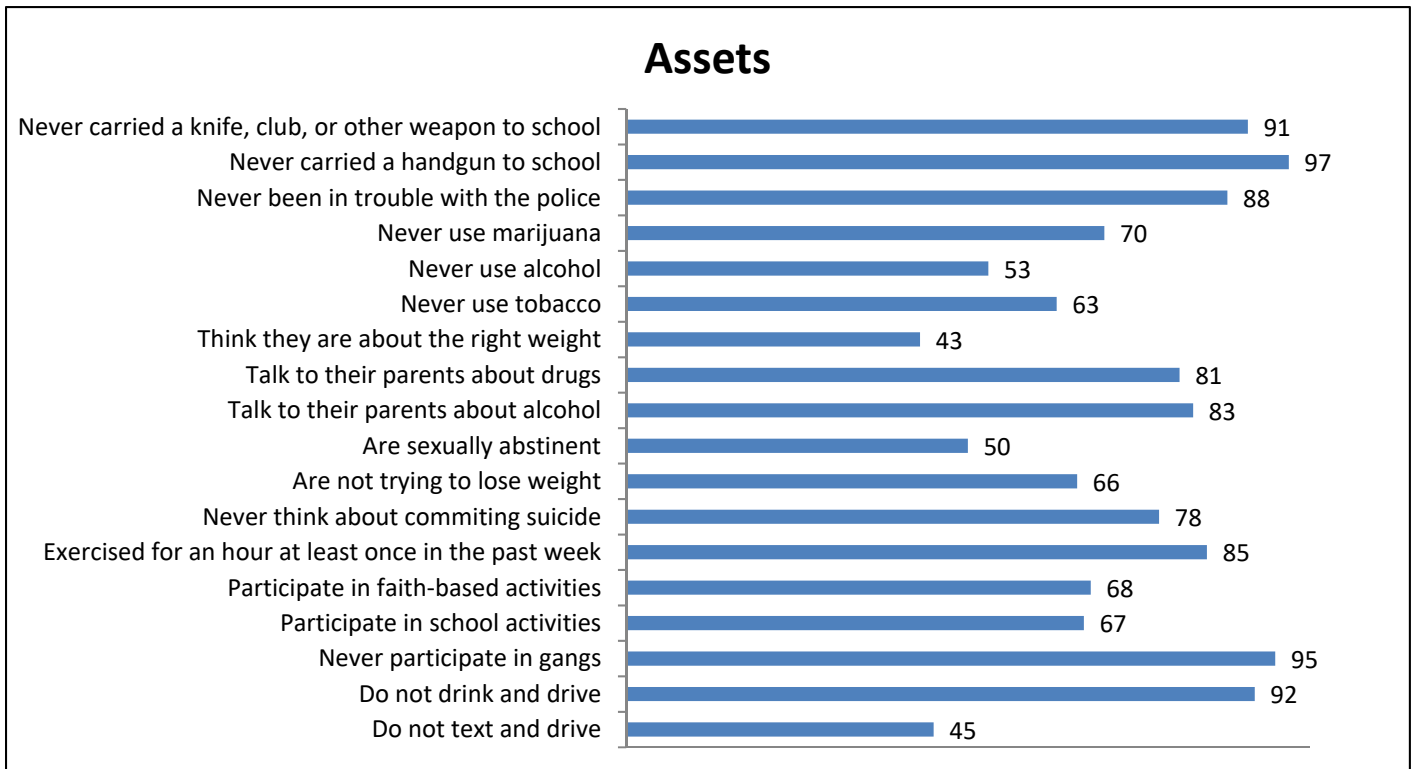 Assets
Never carried a knife, club, or other weapon to school 91
Never carried a handgun to school 97
Never been in trouble with the police 88
Never use marijuana 70
Never use alcohol 53
Never use tobacco 63
Think they are about the right weight 43
Talk to their parents about drugs 81
Talk to their parents about alcohol 83
Are sexually abstinent 50
Are not trying to lose weight 66
Never think about commiting suicide 78
Exercised for an hour at least once in the past week 85
Participate in faith-based activities 68
Participate in school activities 67
Never participate in gangs 95
Do not drink and drive 92
Do not text and drive 45